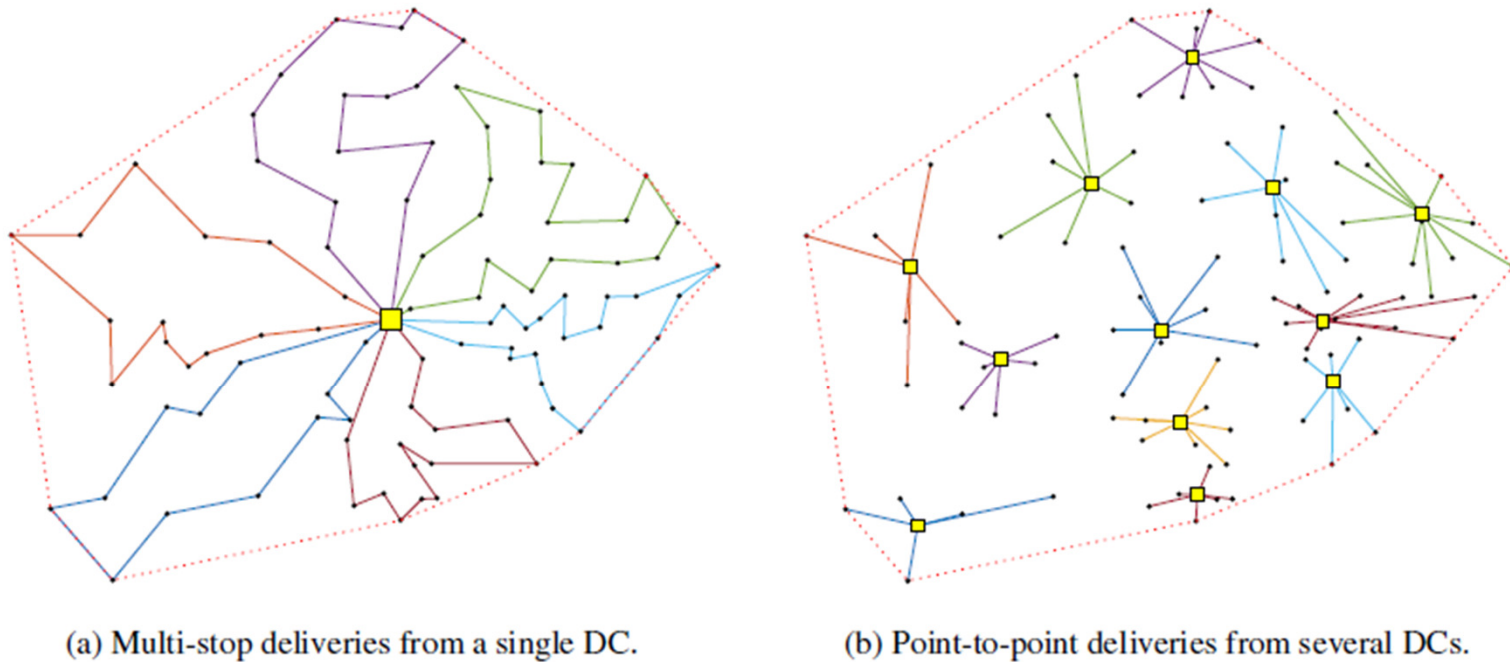 (a) Multi-stop deliveries from a single DC.
(b) Point-to-point deliveries from several DCs.